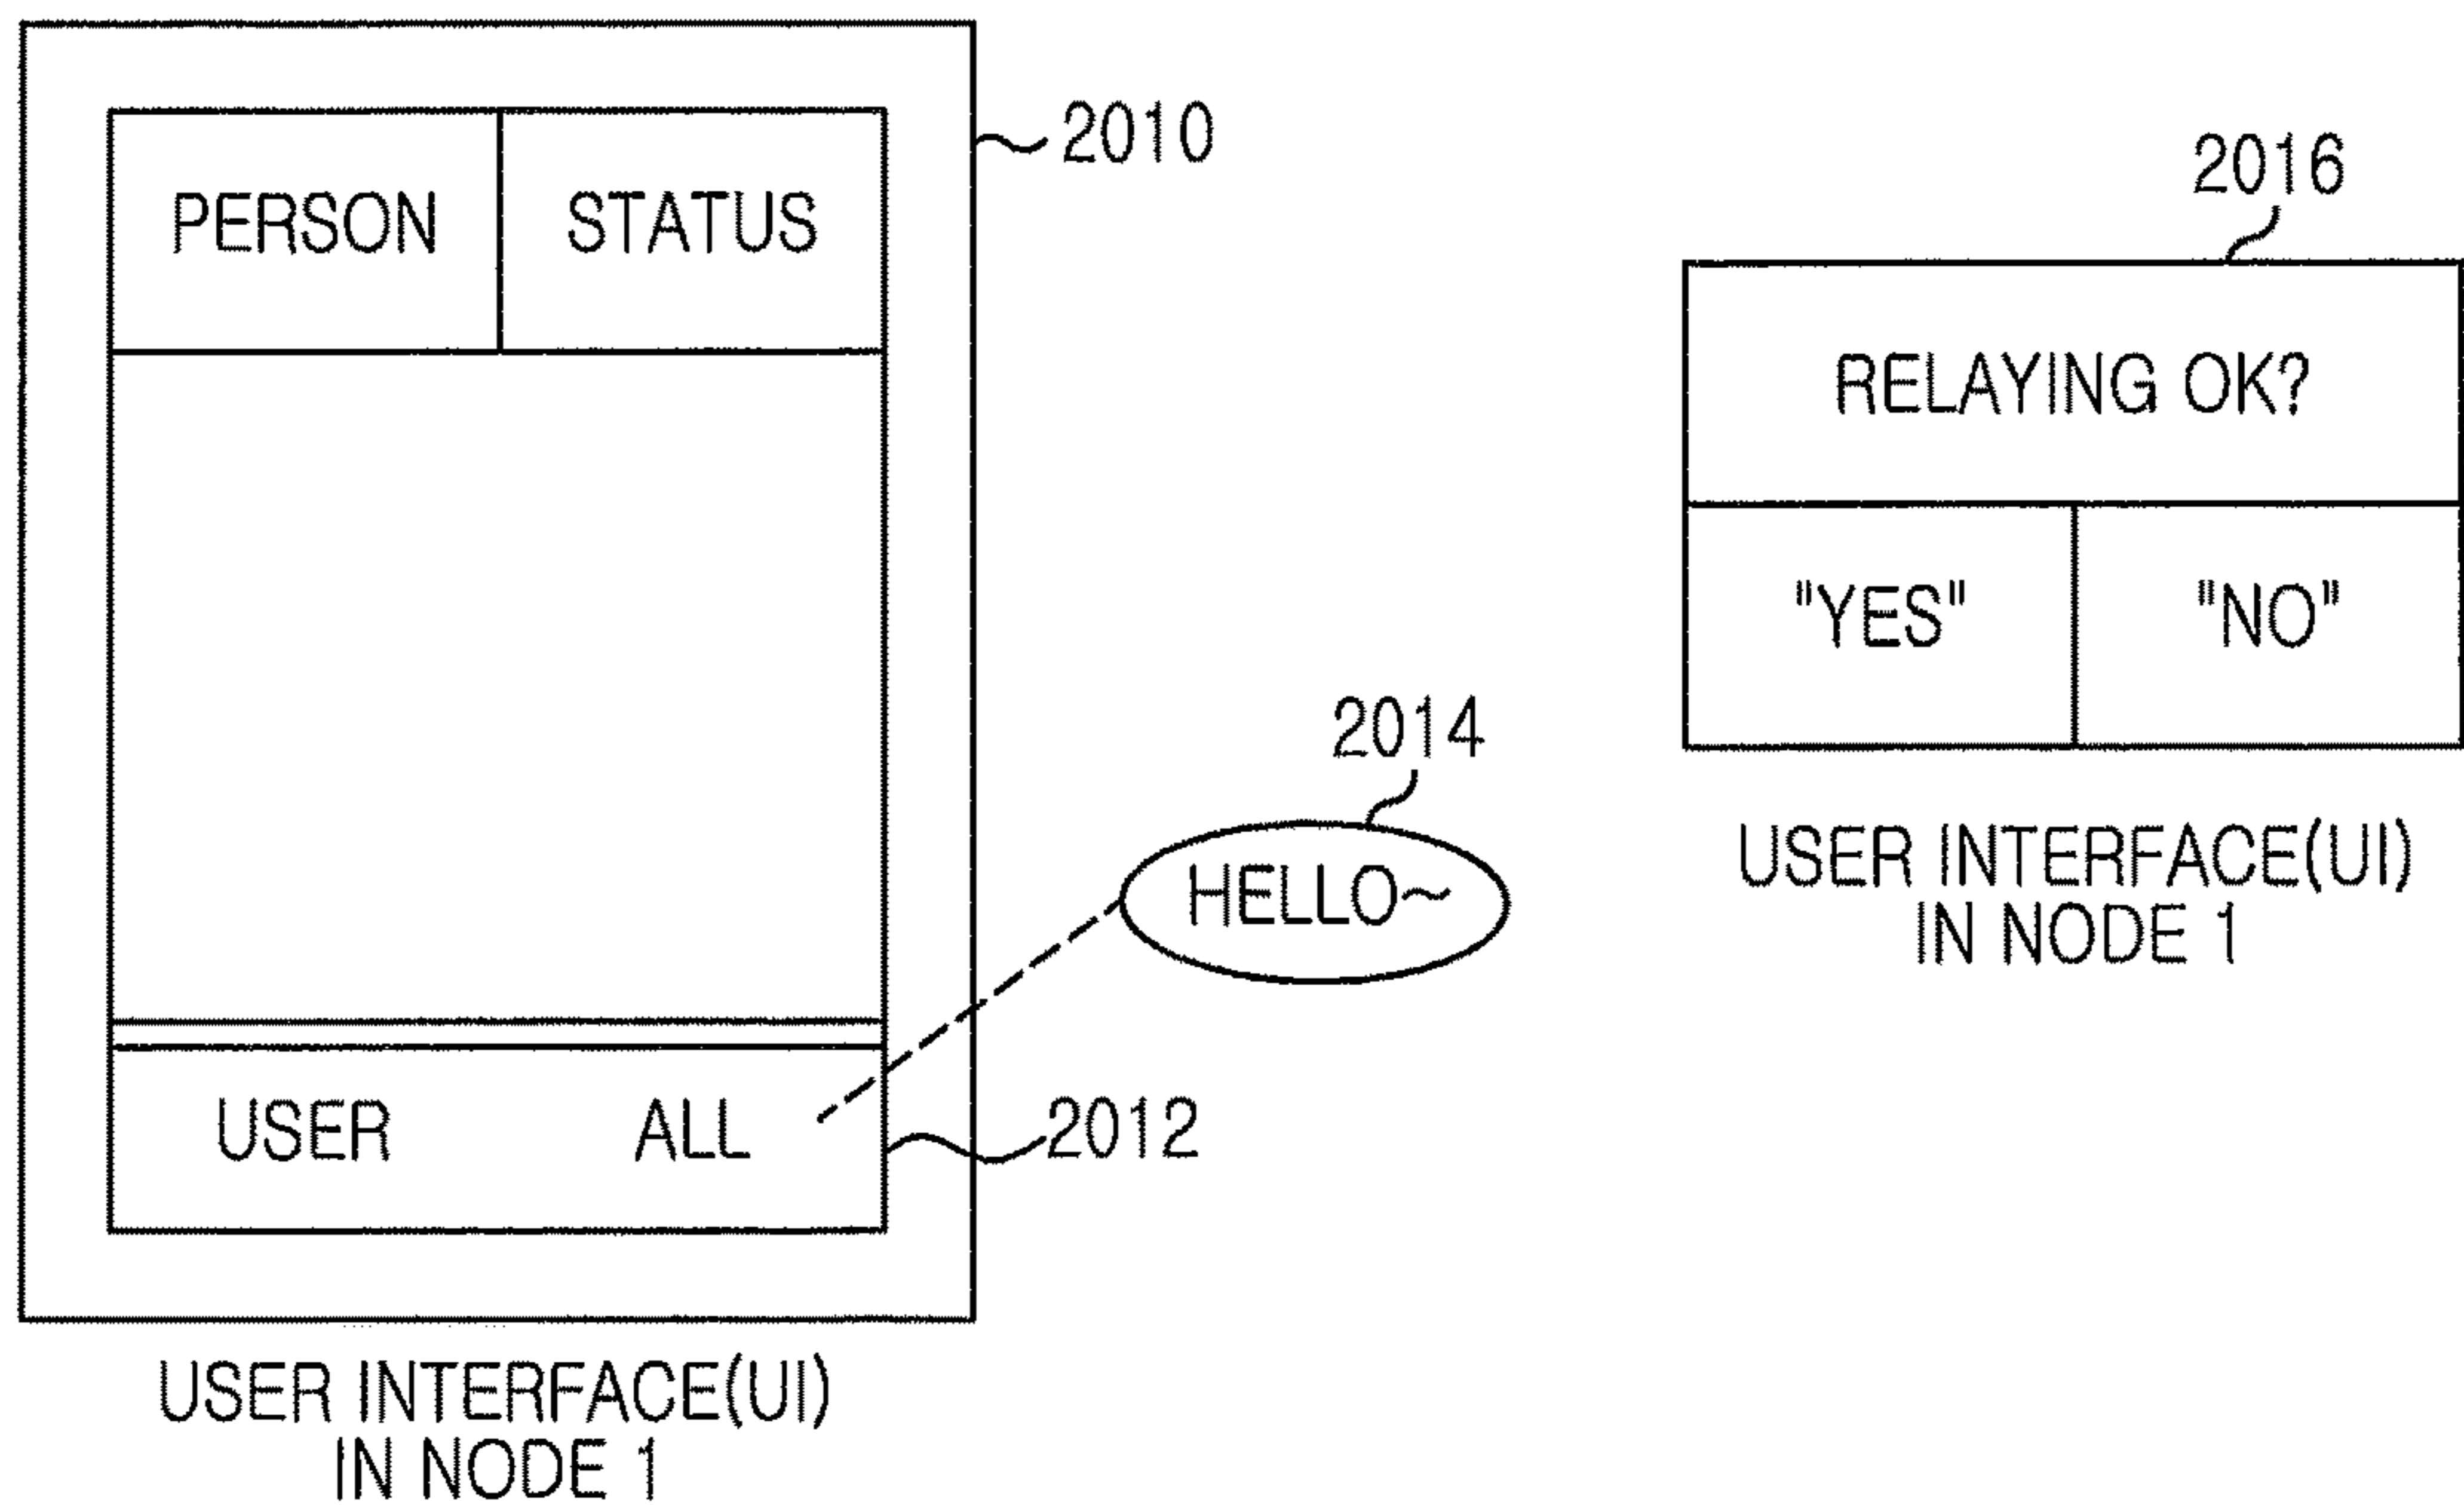 2010
PERSON STATUS
2016
RELAYING OK?
"YES" "NO"
2014
HELLO~
USER INTERFACE(UI)
IN NODE 1
USER ALL
2012
USER INTERFACE(UI)
IN NODE 1